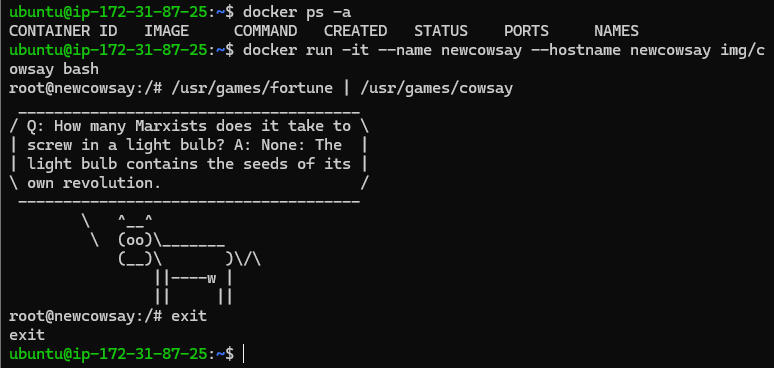 ubuntu@ip-172-31-87-25:~$ docker ps -a
CONTAINER ID   IMAGE     COMMAND   CREATED   STATUS    PORTS     NAMES
ubuntu@ip-172-31-87-25:~$ docker run -it --name newcowsay --hostname newcowsay img/c
owsay bash
root@newcowsay:/# /usr/games/fortune | /usr/games/cowsay
 _____________________________________
/ Q: How many Marxists does it take to \
| screw in a light bulb? A: None: The  |
| light bulb contains the seeds of its |
\ own revolution.                      /
 -------------------------------------
        \   ^__^
         \  (oo)\_______
            (__)\       )\/\
                ||----w |
                ||     ||
root@newcowsay:/# exit
exit
ubuntu@ip-172-31-87-25:~$